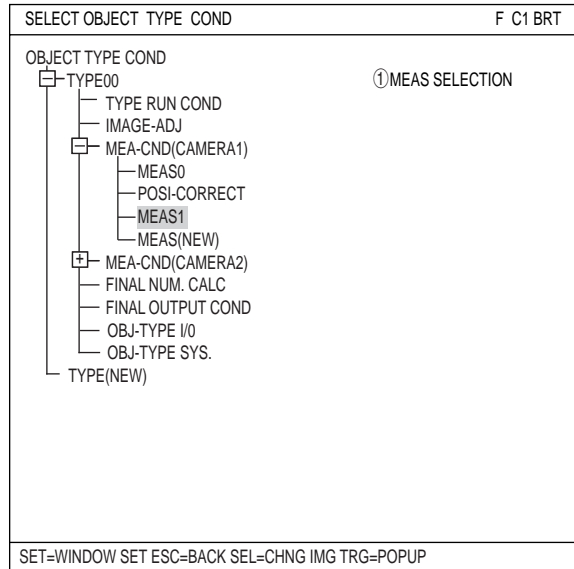 SELECT OBJECT TYPE COND F C1 BRT
OBJECT TYPE COND
TYPE00 ①MEAS SELECTION
TYPE RUN COND
IMAGE-ADJ
MEA-CND(CAMERA1)
MEAS0
POSI-CORRECT
MEAS1
MEAS(NEW)
MEA-CND(CAMERA2)
FINAL NUM. CALC
FINAL OUTPUT COND
OBJ-TYPE I/0
OBJ-TYPE SYS.
TYPE(NEW)
SET=WINDOW SET ESC=BACK SEL=CHNG IMG TRG=POPUP